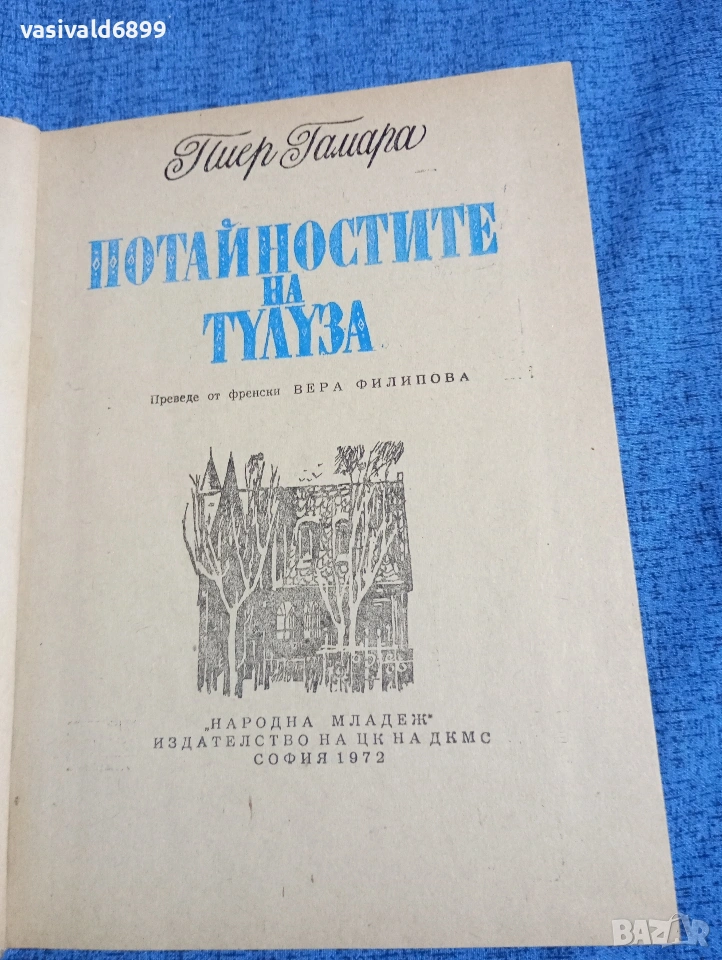 vasivald6899
Пиер Гамара
ПОТАЙНОСТИТЕ
НА
ТУЛУЗА
Преведе от френски ВЕРА ФИЛИПОВА
„НАРОДНА МЛАДЕЖ“
ИЗДАТЕЛСТВО НА ЦК НА ДКМС
СОФИЯ 1972
BAZAR